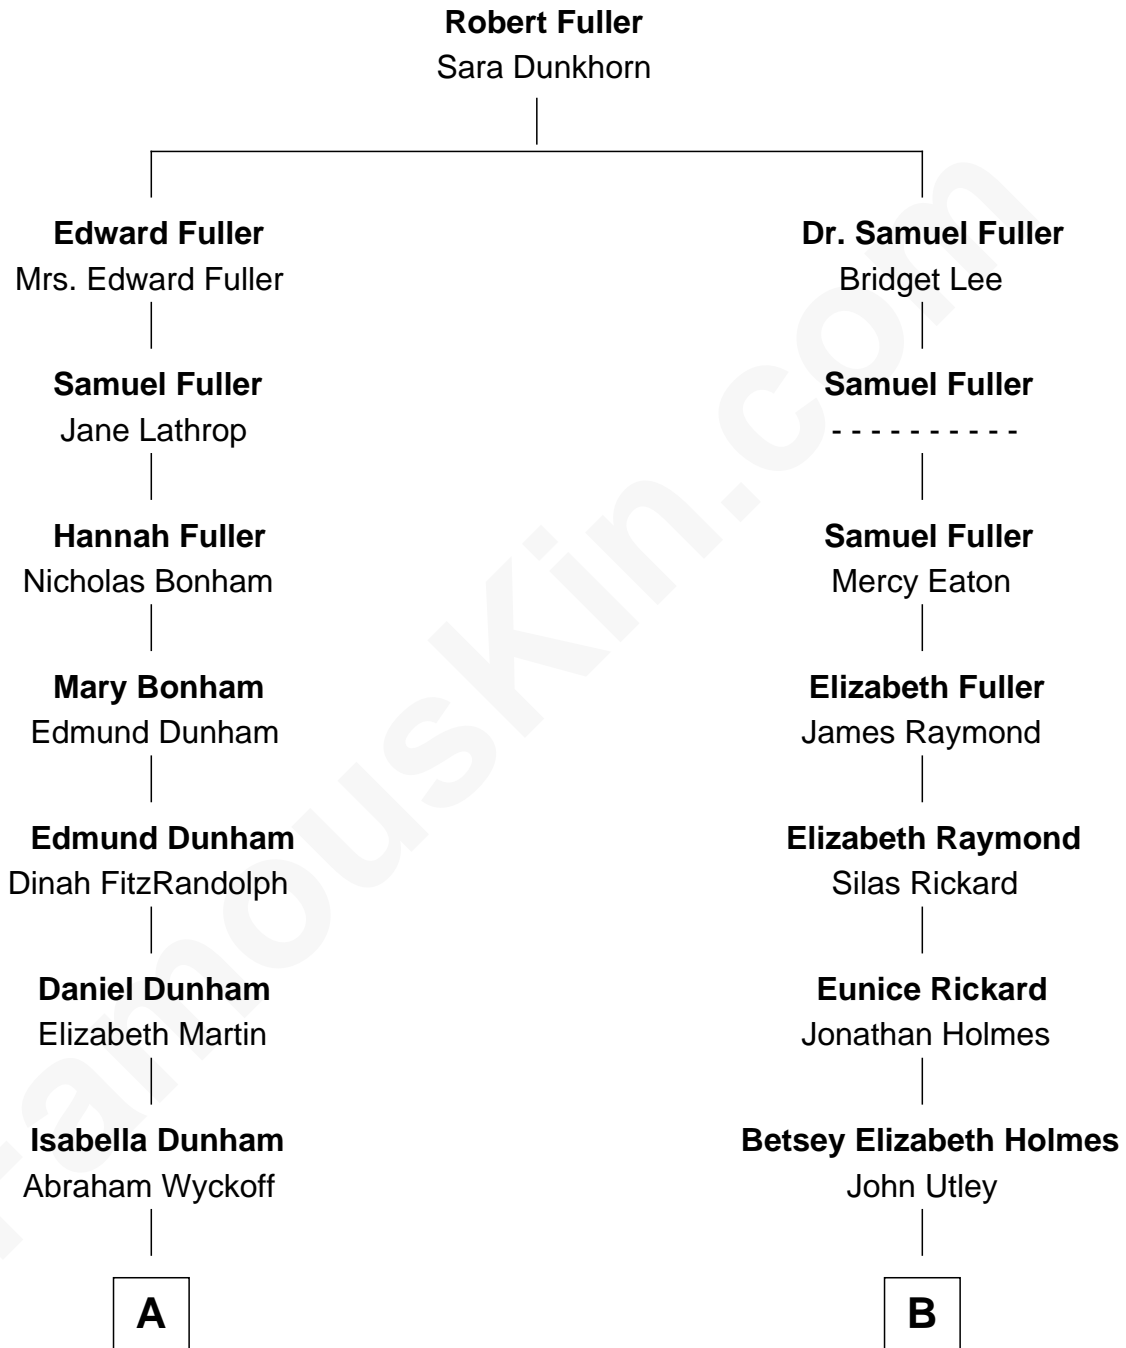 Robert Fuller
Sara Dunkhorn
Edward Fuller
Mrs. Edward Fuller
Dr. Samuel Fuller
Bridget Lee
Samuel Fuller
Jane Lathrop
Samuel Fuller
- - - - - - - - - -
Hannah Fuller
Nicholas Bonham
Samuel Fuller
Mercy Eaton
Mary Bonham
Edmund Dunham
Elizabeth Fuller
James Raymond
Edmund Dunham
Dinah FitzRandolph
Elizabeth Raymond
Silas Rickard
Daniel Dunham
Elizabeth Martin
Eunice Rickard
Jonathan Holmes
Isabella Dunham
Abraham Wyckoff
Betsey Elizabeth Holmes
John Utley
A
B
FamousKin.com